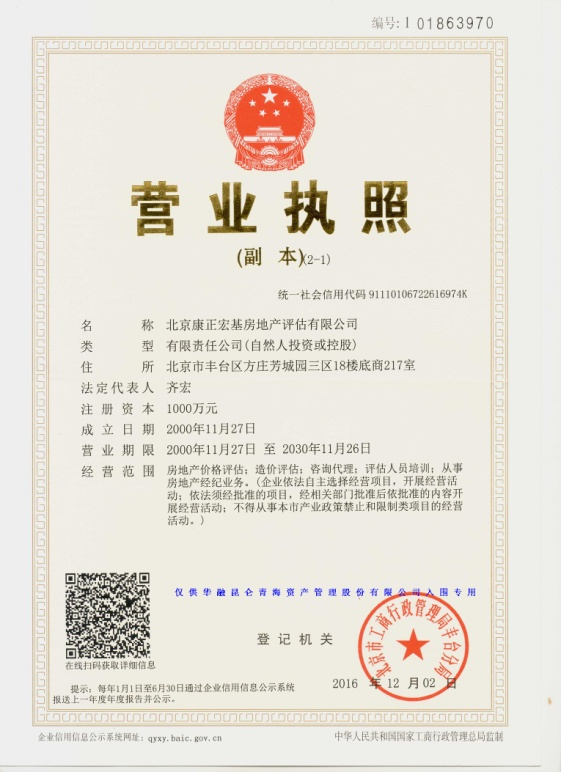 编号: I 01863970
营业执照
(副 本)(2-1)
统一社会信用代码 91110106722616974K
名 称 北京康正宏基房地产评估有限公司
类 型 有限责任公司(自然人投资或控股)
住 所 北京市丰台区方庄芳城园三区18楼底商217室
法定代表人 齐宏
注册资本 1000万元
成立日期 2000年11月27日
营业期限 2000年11月27日 至 2030年11月26日
经营范围 房地产价格评估；造价评估；咨询代理；评估人员培训；从事
房地产经纪业务。(企业依法自主选择经营项目，开展经营活
动；依法须经批准的项目，经相关部门批准后依批准的内容开
展经营活动；不得从事本市产业政策禁止和限制类项目的经营
活动。)
仅供华融昆仑青海资产管理股份有限公司入围专用
在线扫码获取详细信息
登记机关
北京市工商行政管理局丰台分局
2016 年 12 月 02 日
提示：每年1月1日至6月30日通过企业信用信息公示系统
报送上一年度年度报告并公示。
企业信用信息公示系统网址: qyxy.baic.gov.cn
中华人民共和国国家工商行政管理总局监制